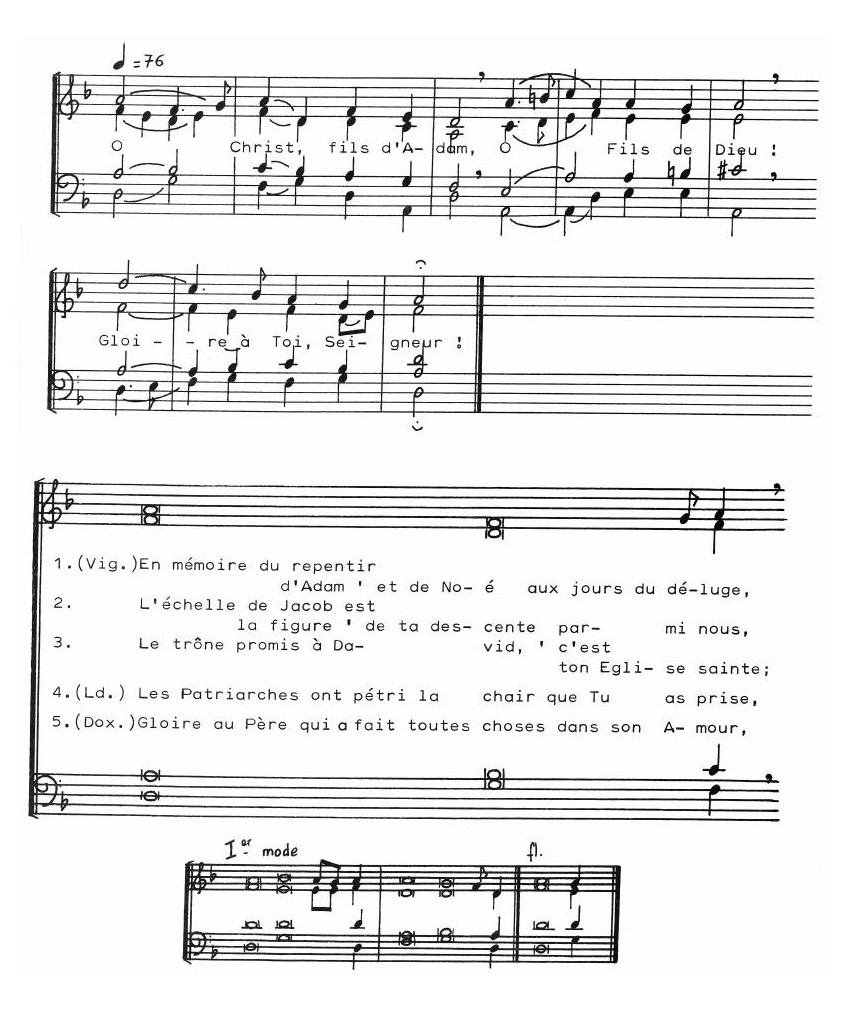 ♩ = 76
O Christ, fils d'A- dam, O Fils de Dieu !
Gloi - - re à Toi, Sei- gneur !
1.(Vig.)En mémoire du repentir
d'Adam ' et de No- é aux jours du dé-luge,
2. L'échelle de Jacob est
la figure ' de ta des- cente par- mi nous,
3. Le trône promis à Da- vid, ' c'est
ton Egli- se sainte;
4.(Ld.) Les Patriarches ont pétri la chair que Tu as prise,
5.(Dox.)Gloire au Père qui a fait toutes choses dans son A- mour,
Ier mode fl.